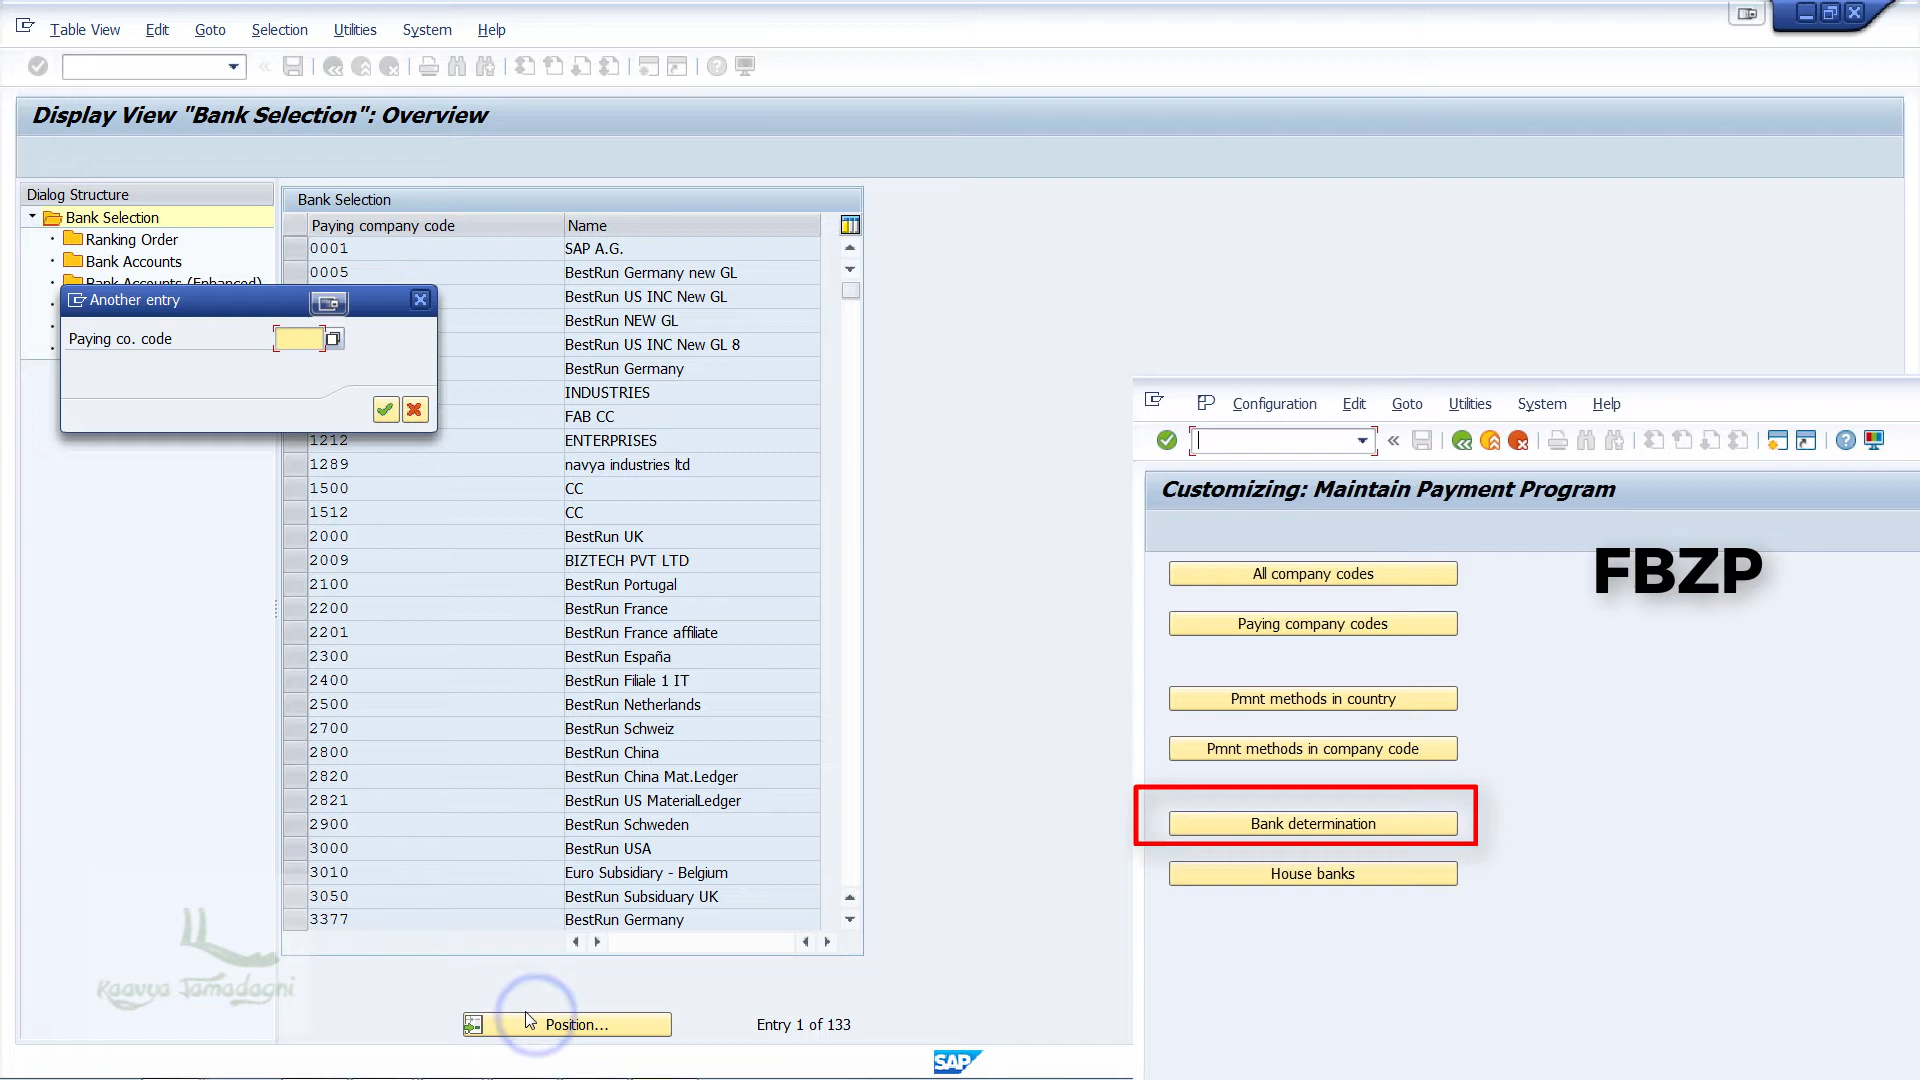 Table View Edit Goto Selection Utilities System Help
Display View "Bank Selection": Overview
Dialog Structure
Bank Selection
Ranking Order
Bank Accounts
Bank Accounts (Enhanced)
Another entry
Paying co. code
Bank Selection
Paying company code Name
0001 SAP A.G.
0005 BestRun Germany new GL
BestRun US INC New GL
BestRun NEW GL
BestRun US INC New GL 8
BestRun Germany
INDUSTRIES
FAB CC
1212 ENTERPRISES
1289 navya industries ltd
1500 CC
1512 CC
2000 BestRun UK
2009 BIZTECH PVT LTD
2100 BestRun Portugal
2200 BestRun France
2201 BestRun France affiliate
2300 BestRun España
2400 BestRun Filiale 1 IT
2500 BestRun Netherlands
2700 BestRun Schweiz
2800 BestRun China
2820 BestRun China Mat.Ledger
2821 BestRun US MaterialLedger
2900 BestRun Schweden
3000 BestRun USA
3010 Euro Subsidiary - Belgium
3050 BestRun Subsiduary UK
3377 BestRun Germany
Position...
Entry 1 of 133
SAP
Kaavya Jamadagni
Configuration Edit Goto Utilities System Help
Customizing: Maintain Payment Program
FBZP
All company codes
Paying company codes
Pmnt methods in country
Pmnt methods in company code
Bank determination
House banks